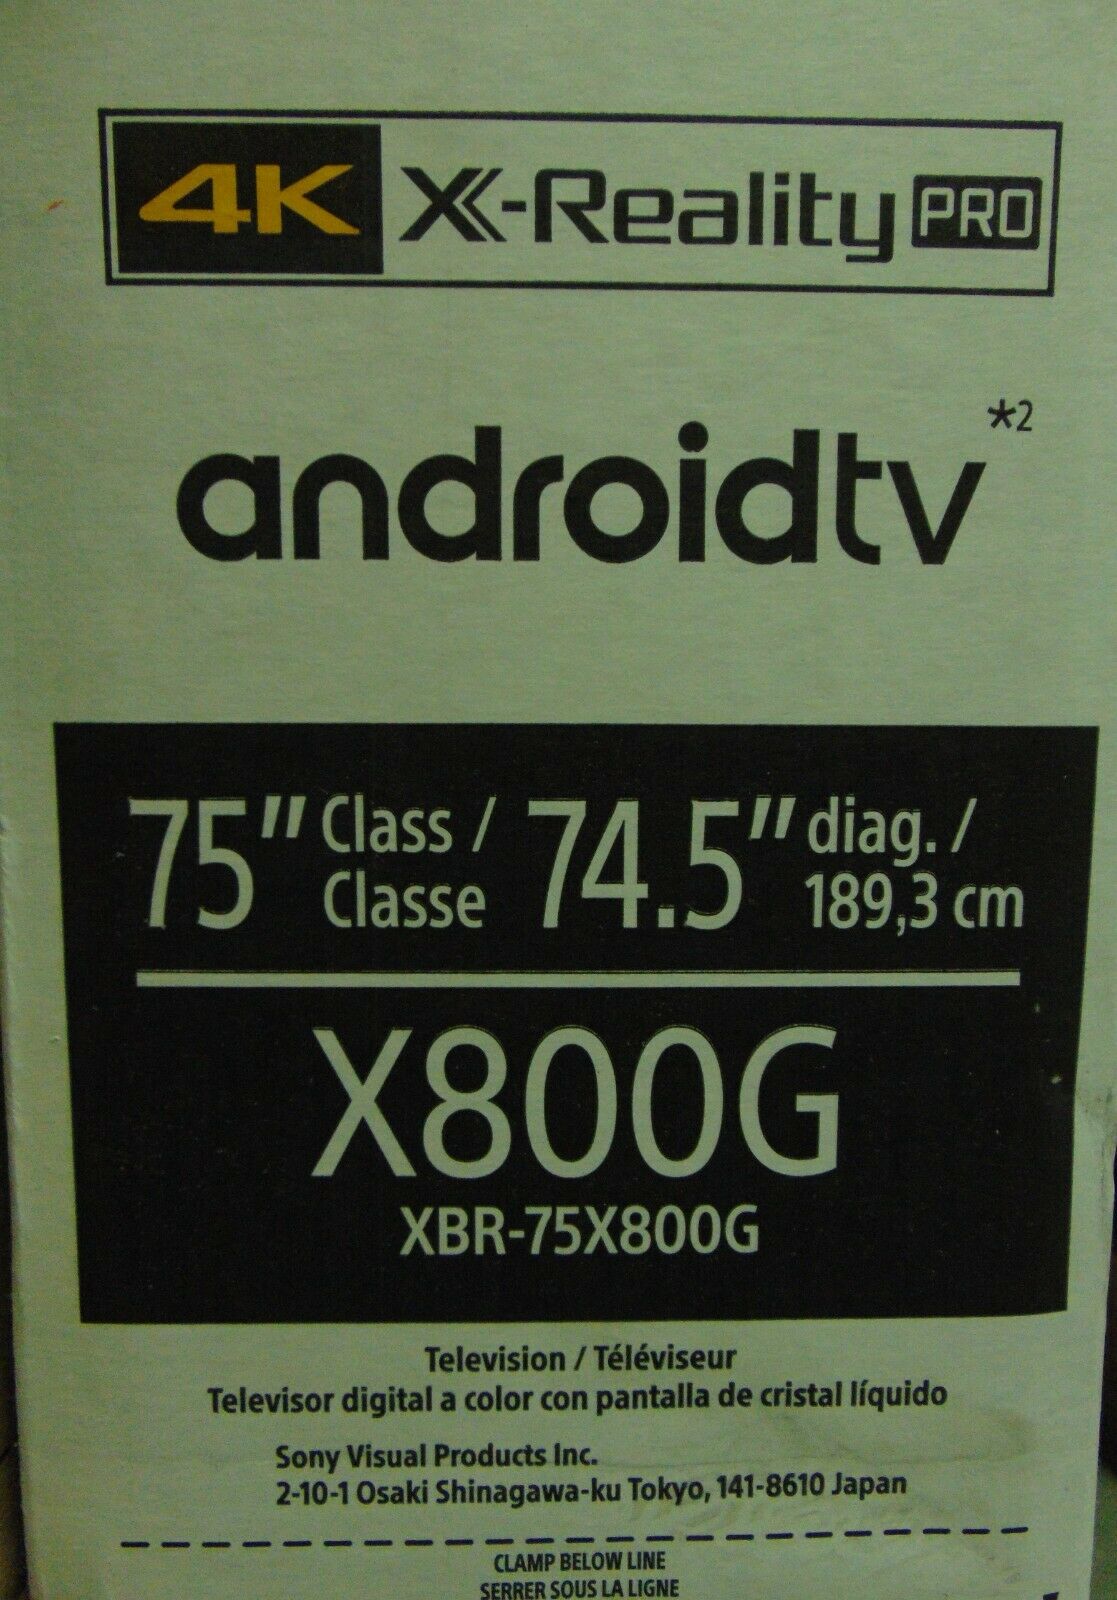 4K X-Reality PRO
androidtv *2
75" Class / 74.5" diag. /
Classe 189,3 cm
X800G
XBR-75X800G
Television / Téléviseur
Televisor digital a color con pantalla de cristal líquido
Sony Visual Products Inc.
2-10-1 Osaki Shinagawa-ku Tokyo, 141-8610 Japan
CLAMP BELOW LINE
SERRER SOUS LA LIGNE